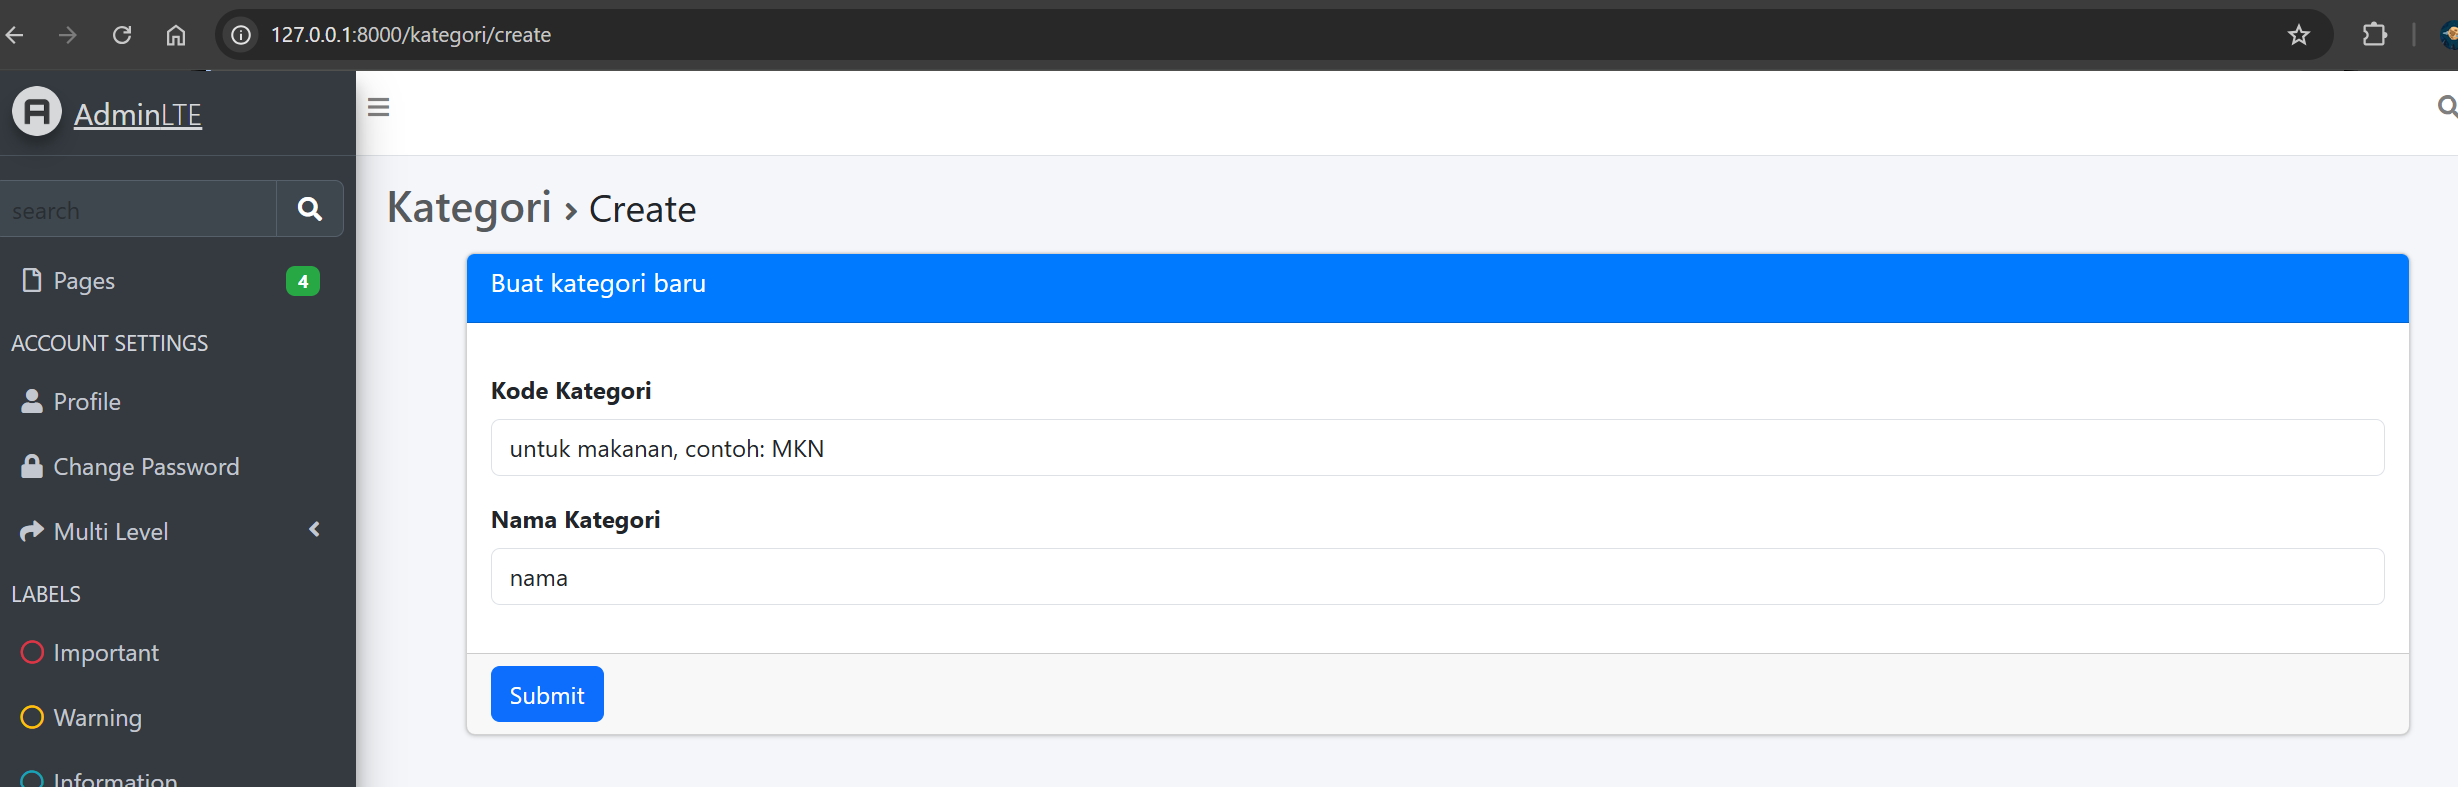 127.0.0.1:8000/kategori/create
AdminLTE
search
Pages 4
ACCOUNT SETTINGS
Profile
Change Password
Multi Level
LABELS
Important
Warning
Information
Kategori › Create
Buat kategori baru
Kode Kategori
untuk makanan, contoh: MKN
Nama Kategori
nama
Submit